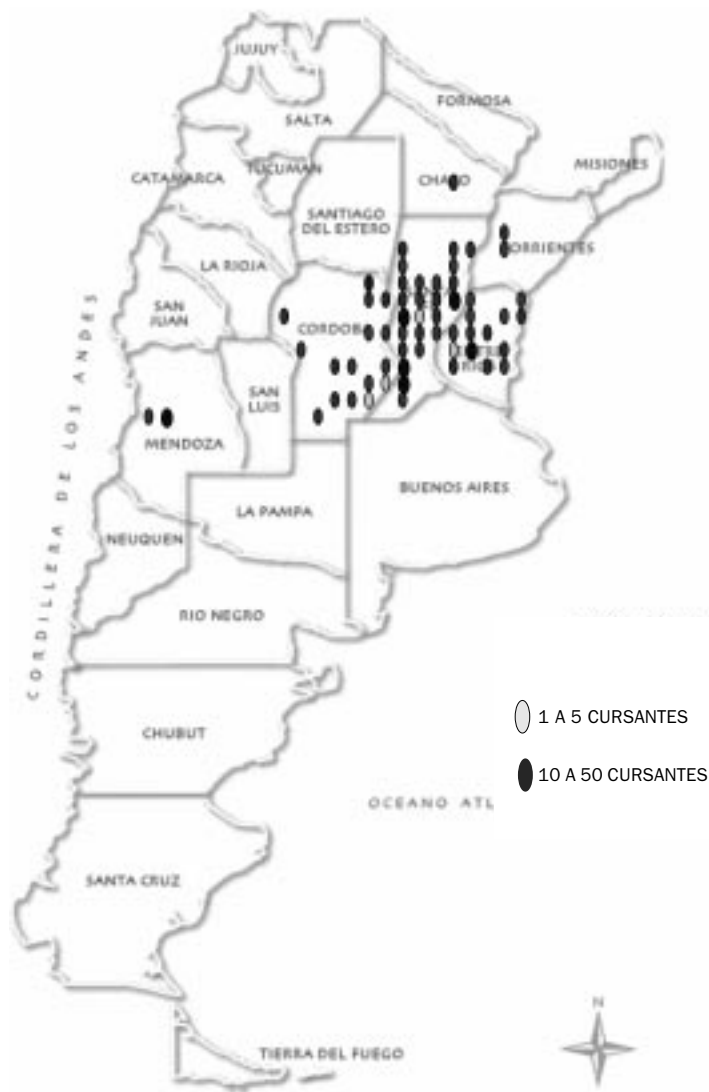 JUJUY
FORMOSA
SALTA
MISIONES
TUCUMAN
CATAMARCA
CHACO
SANTIAGO
DEL ESTERO
CORRIENTES
LA RIOJA
SAN
JUAN
CORDOBA
SAN
LUIS
MENDOZA
BUENOS AIRES
LA PAMPA
NEUQUEN
CORDILLERA DE LOS ANDES
RIO NEGRO
1 A 5 CURSANTES
CHUBUT
10 A 50 CURSANTES
OCEANO ATL
SANTA CRUZ
N
TIERRA DEL FUEGO